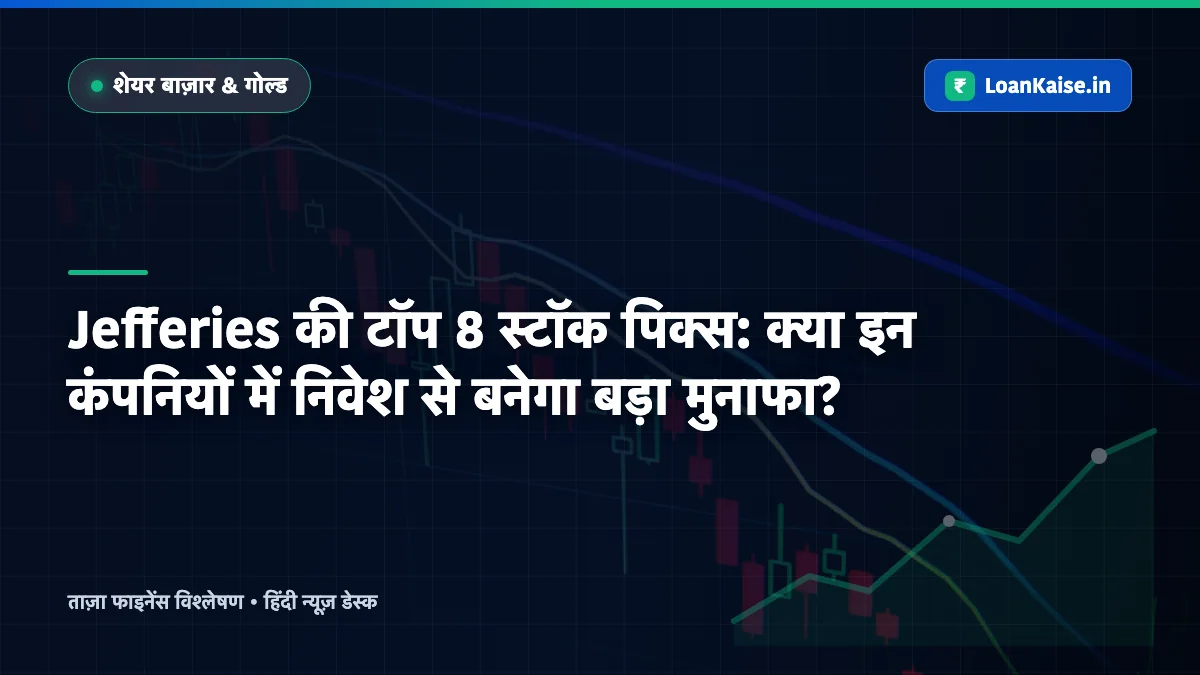 शेयर बाज़ार & गोल्ड
₹ LoanKaise.in
Jefferies की टॉप 8 स्टॉक पिक्स: क्या इन
कंपनियों में निवेश से बनेगा बड़ा मुनाफा?
ताज़ा फाइनेंस विश्लेषण • हिंदी न्यूज़ डेस्क